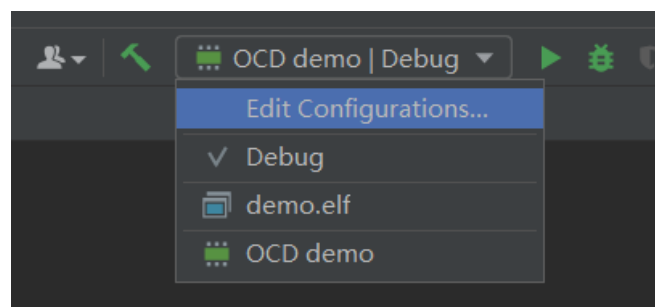 OCD demo | Debug
Edit Configurations...
Debug
demo.elf
OCD demo